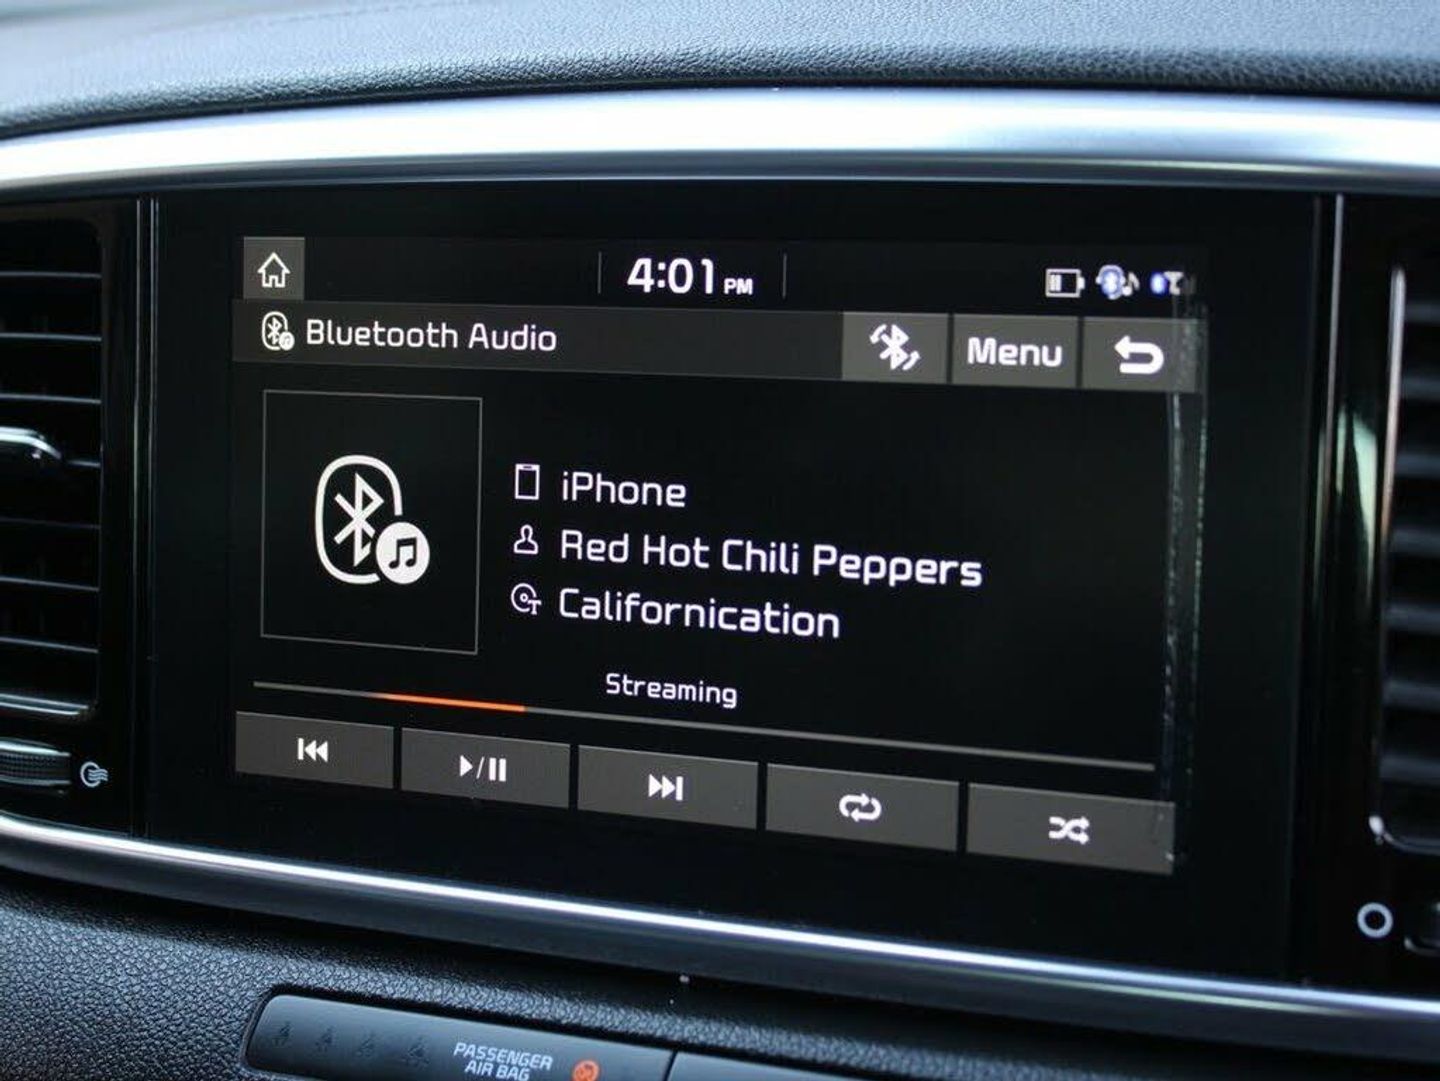 4:01 PM
Bluetooth Audio
Menu
iPhone
Red Hot Chili Peppers
Californication
Streaming
PASSENGER
AIR BAG